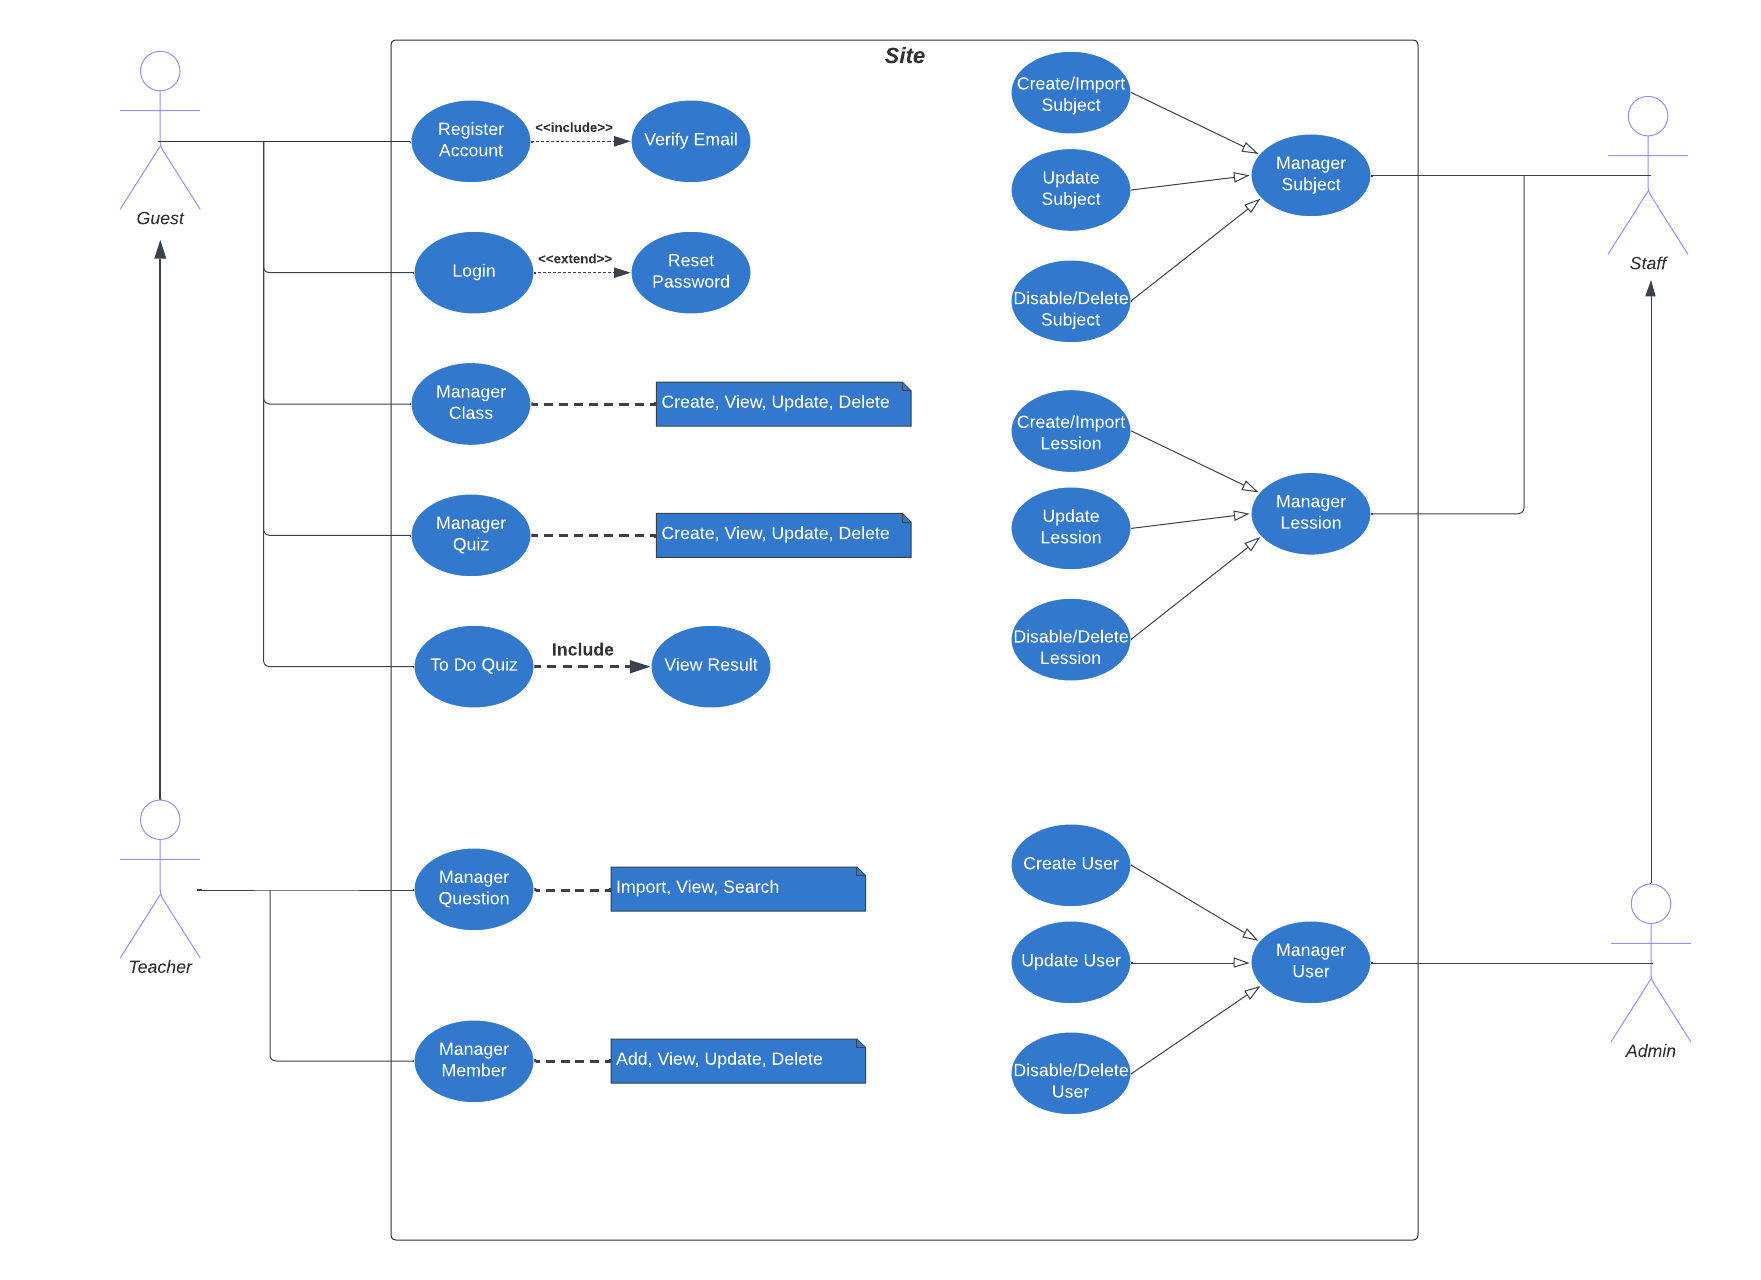 Site
Guest
Register
Account
<<include>>
Verify Email
Login
<<extend>>
Reset
Password
Manager
Class
Create, View, Update, Delete
Manager
Quiz
Create, View, Update, Delete
To Do Quiz
Include
View Result
Teacher
Manager
Question
Import, View, Search
Manager
Member
Add, View, Update, Delete
Create/Import
Subject
Update
Subject
Disable/Delete
Subject
Manager
Subject
Staff
Create/Import
Lession
Update
Lession
Disable/Delete
Lession
Manager
Lession
Create User
Update User
Disable/Delete
User
Manager
User
Admin